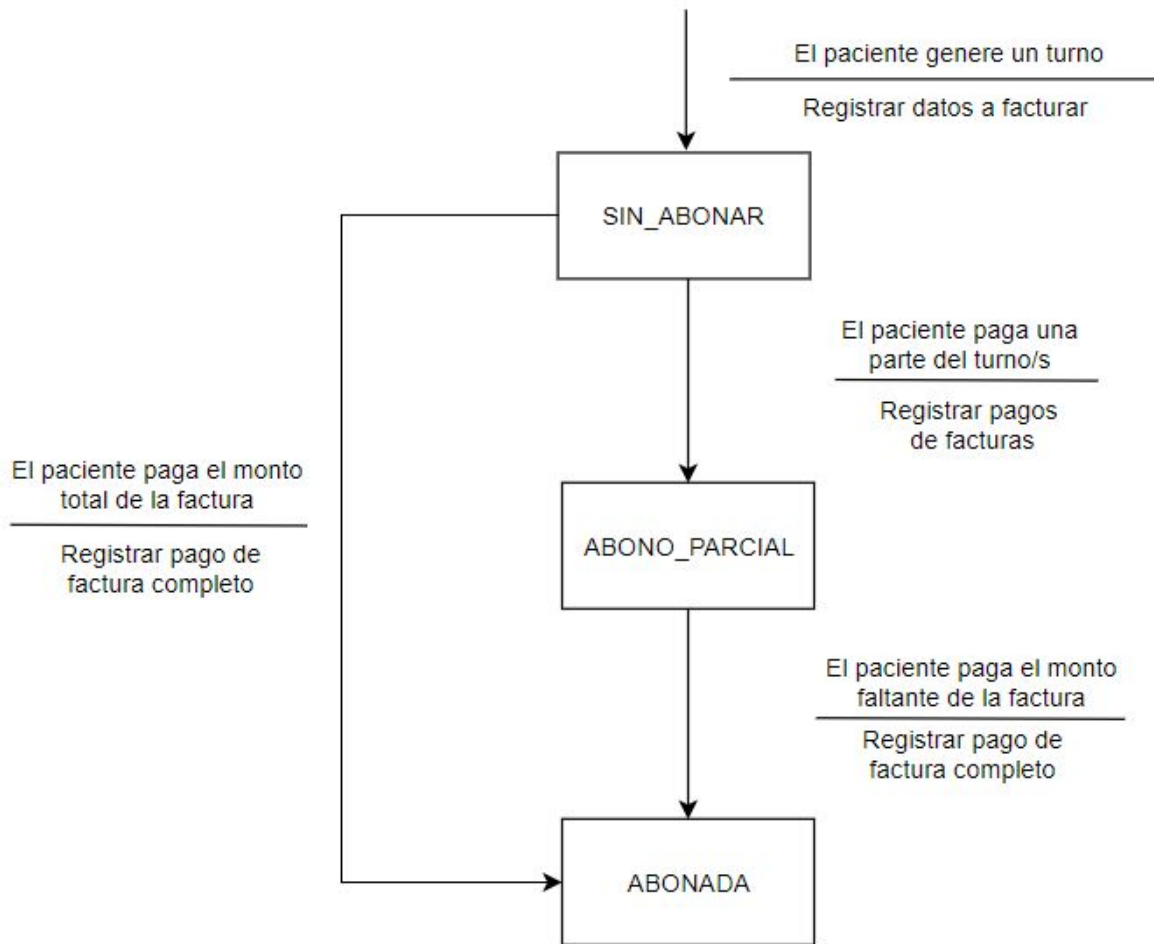 El paciente genere un turno
Registrar datos a facturar
SIN_ABONAR
El paciente paga una
parte del turno/s
Registrar pagos
de facturas
El paciente paga el monto
total de la factura
Registrar pago de
factura completo
ABONO_PARCIAL
El paciente paga el monto
faltante de la factura
Registrar pago de
factura completo
ABONADA